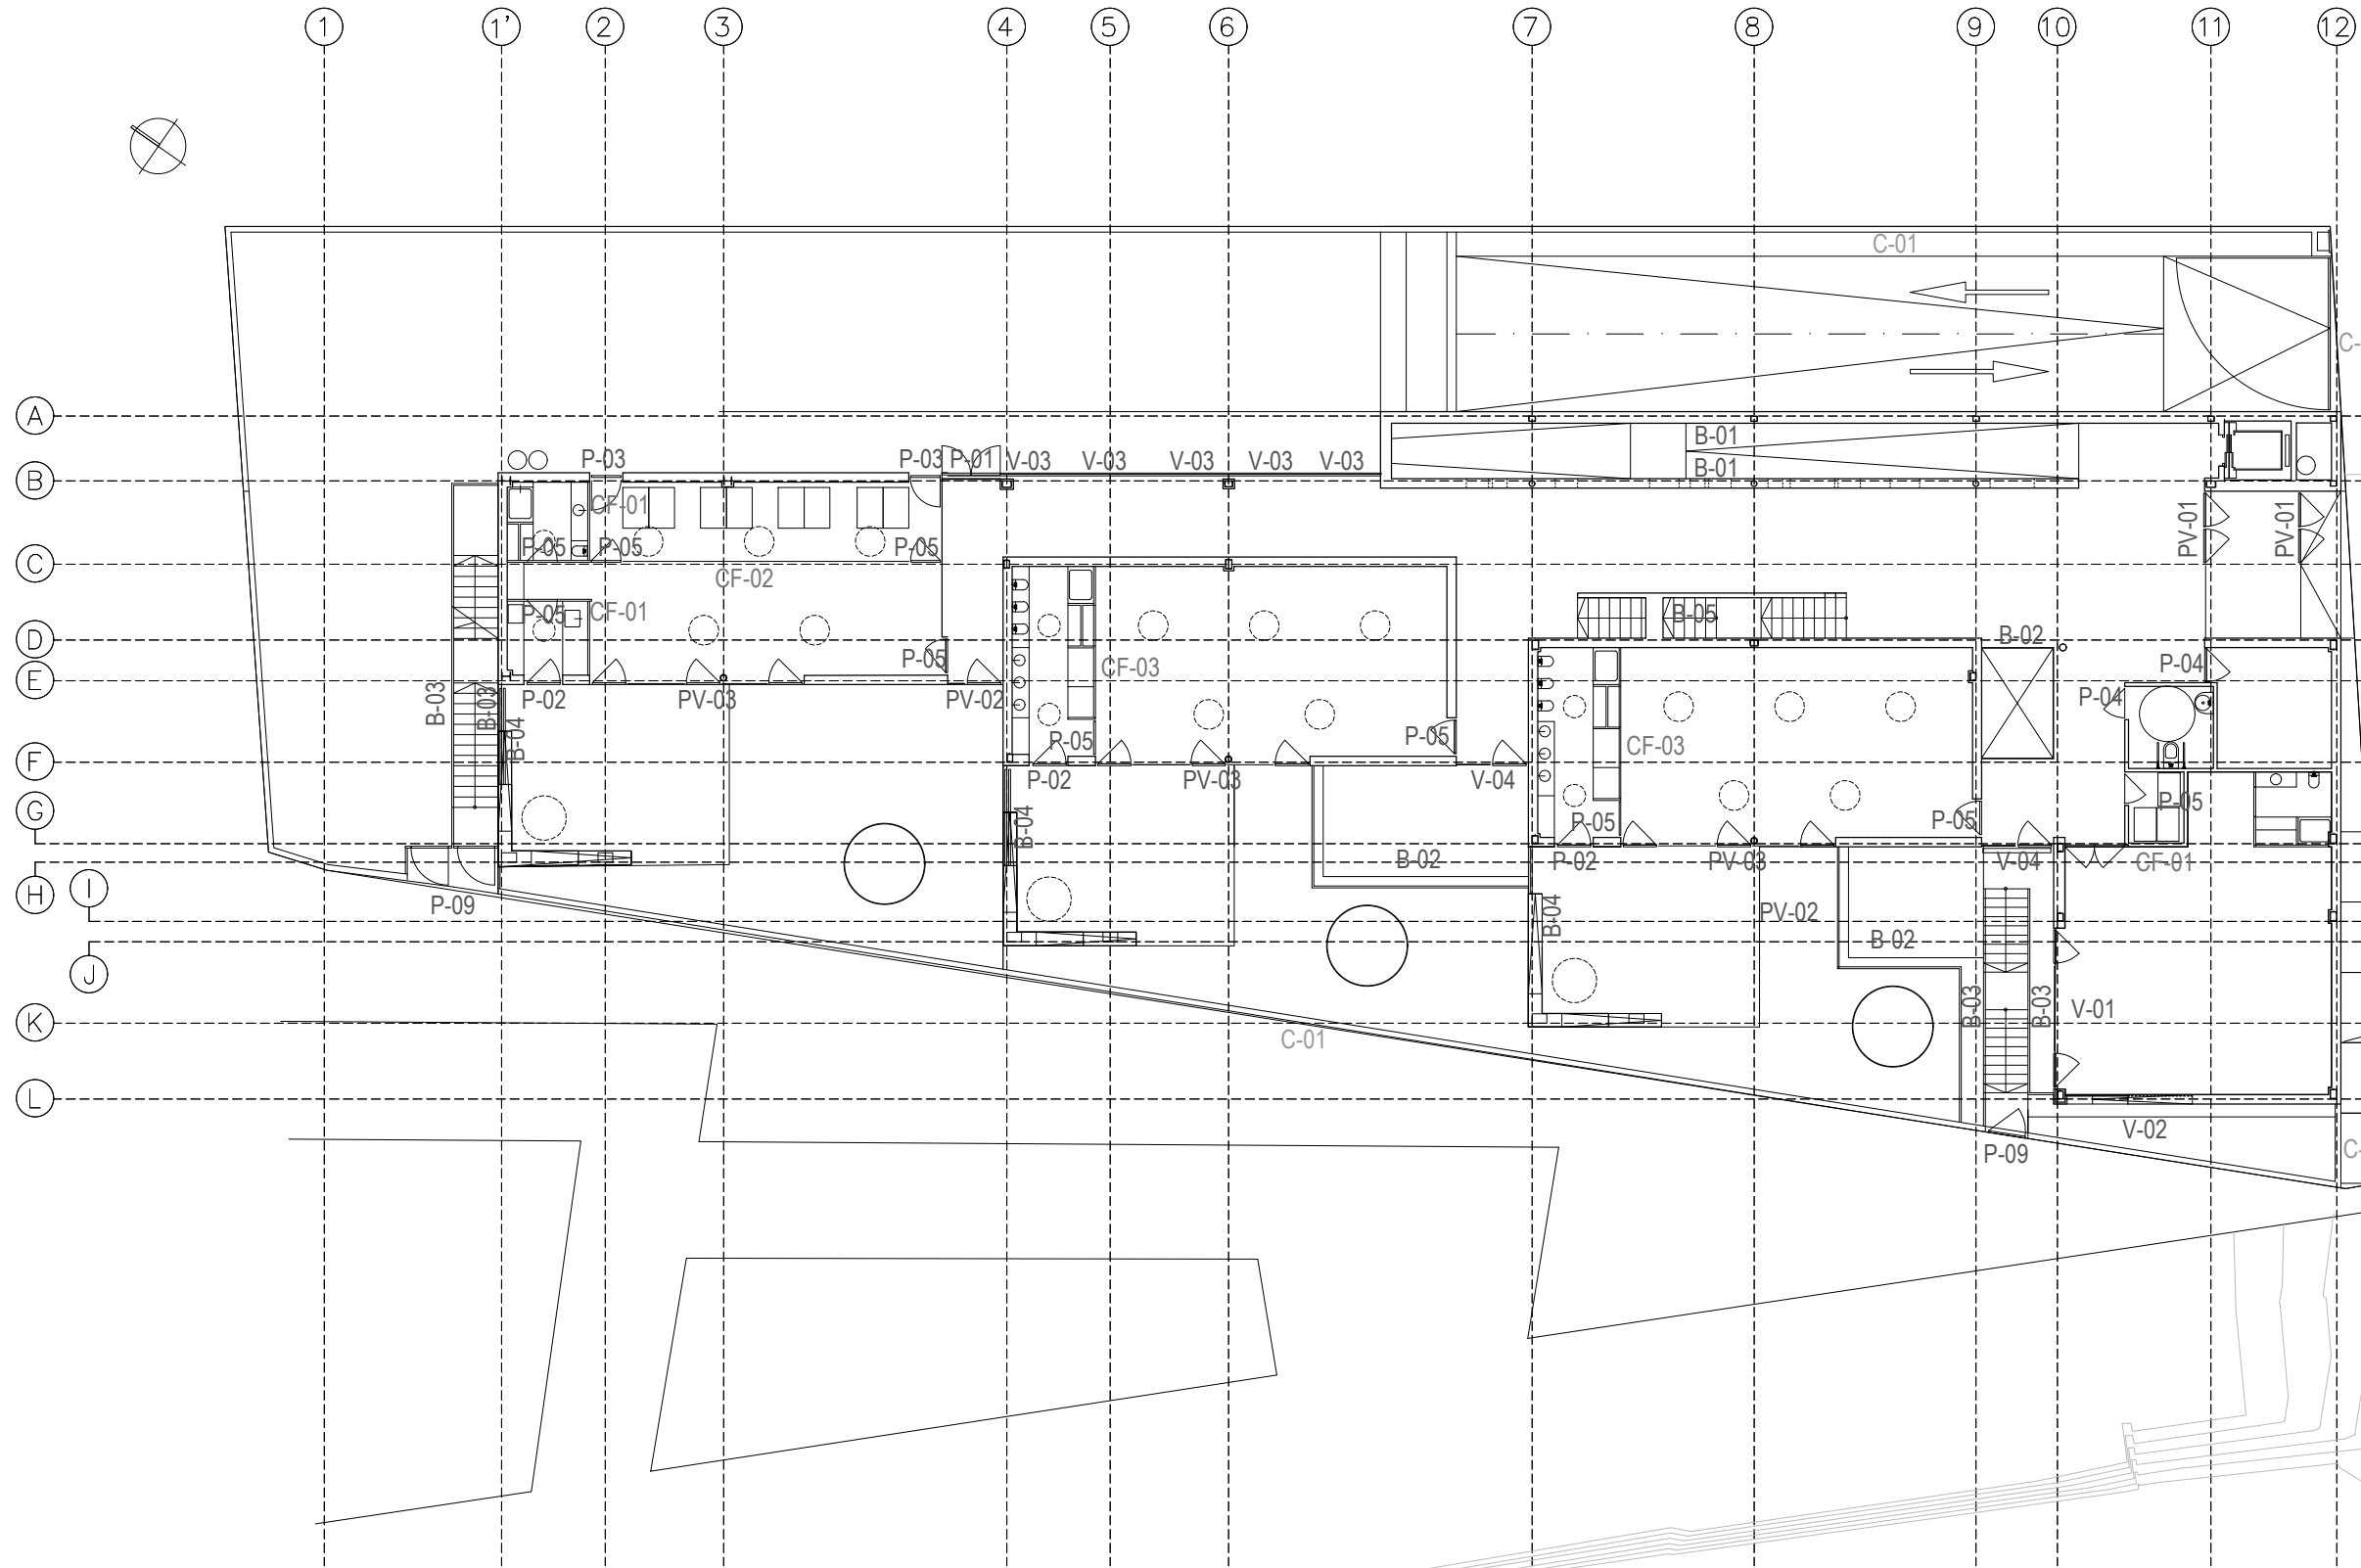 1 1' 2 3 4 5 6 7 8 9 10 11 12
C-01
C-
A
P-03 P-03 P-01 V-03 V-03 V-03 V-03 V-03 B-01
B-01
B
CF-01
PV-01 PV-01
P-05 P-05 P-05
C
CF-02
P-05 CF-01 B-05
D
B-02
P-05 CF-03 P-04
E
P-02 PV-03 PV-02 P-04
B-03 B-03 B-04
P-05 P-05 CF-03
F
P-02 PV-03 V-04
P-05
G
B-04 P-05 P-05
B-02 P-02 PV-03 V-04 CF-01
H I
P-09 B-04 PV-02
B-02
J
B-03 B-03 V-01
K
C-01
L
V-02
P-09 C-